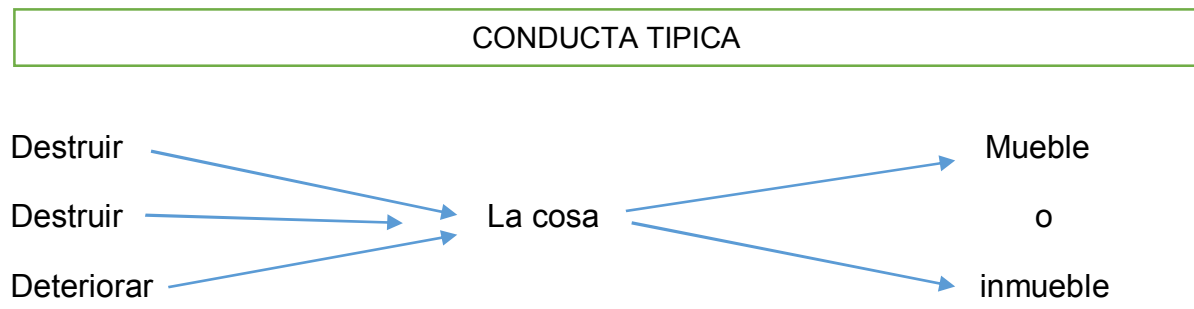 CONDUCTA TIPICA
Destruir Mueble
Destruir La cosa o
Deteriorar inmueble